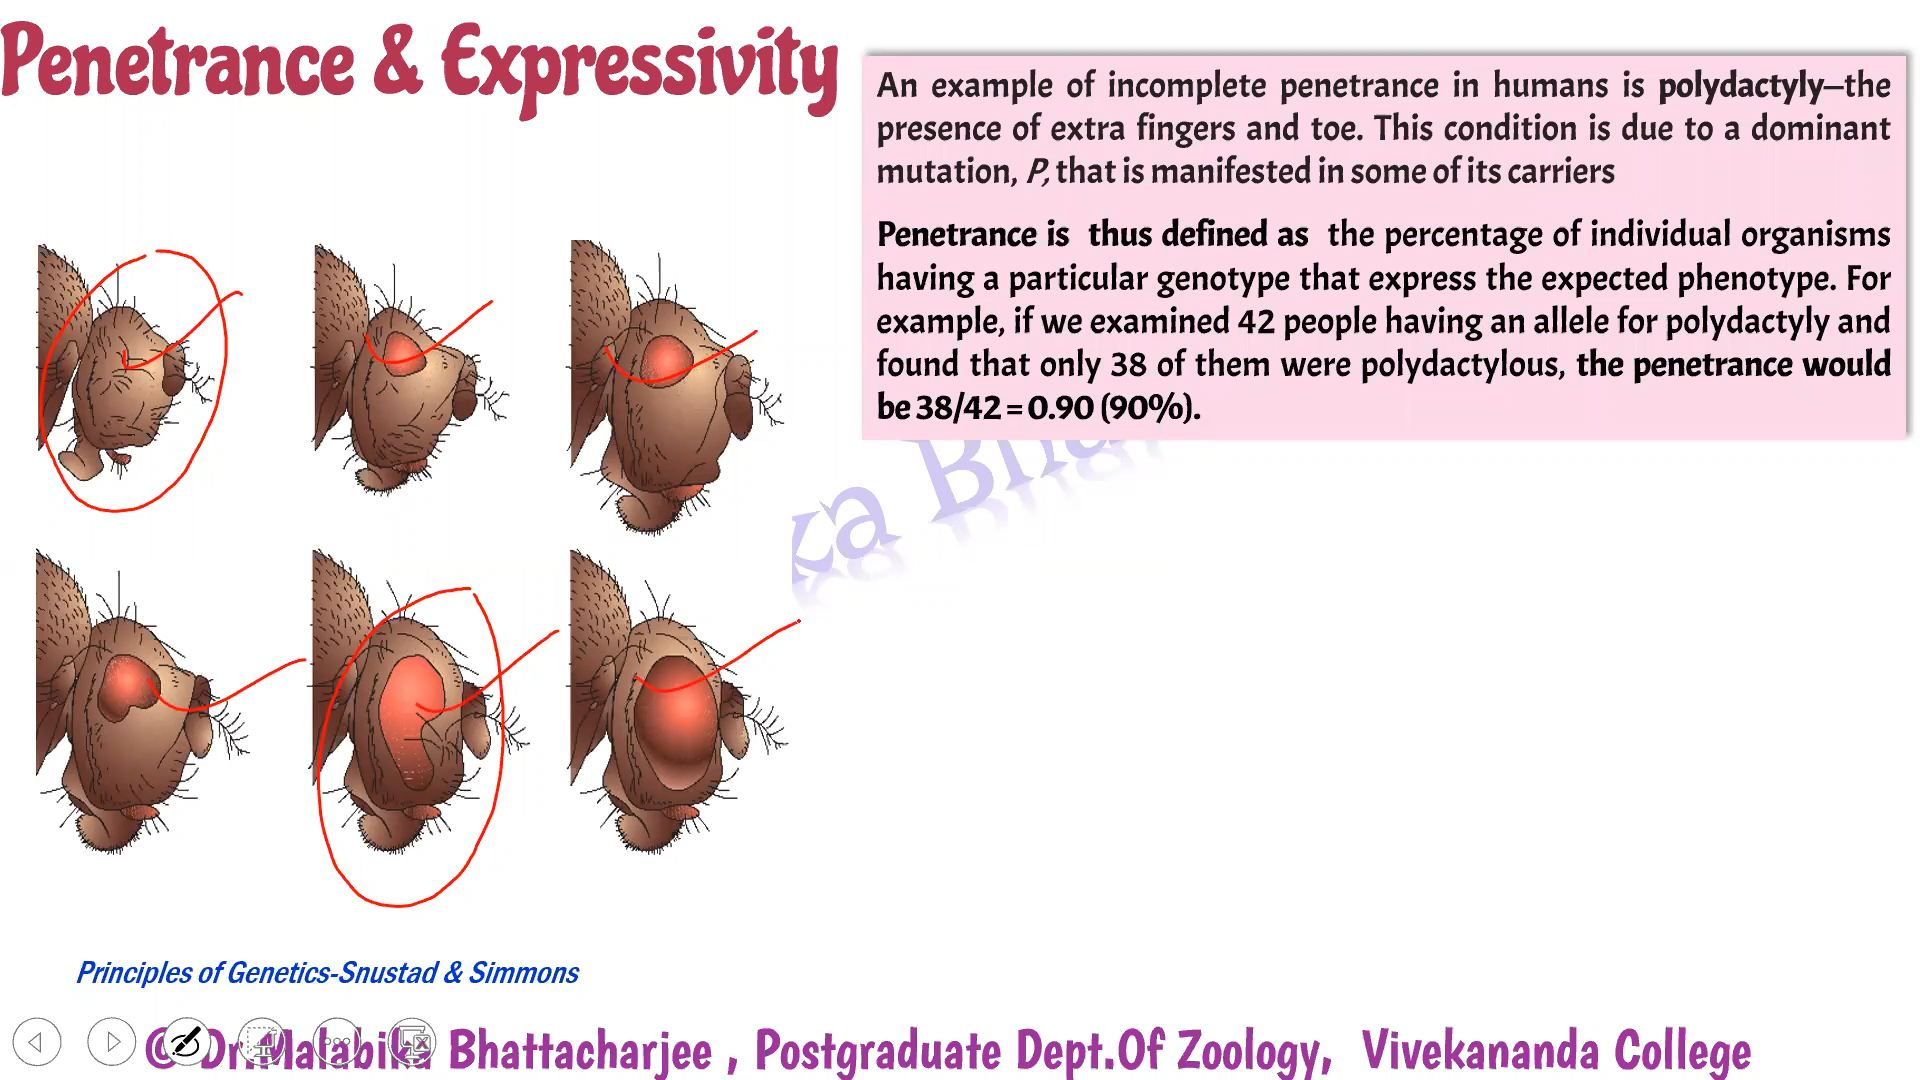 Penetrance & Expressivity
An example of incomplete penetrance in humans is polydactyly—the
presence of extra fingers and toe. This condition is due to a dominant
mutation, P, that is manifested in some of its carriers
Penetrance is thus defined as the percentage of individual organisms
having a particular genotype that express the expected phenotype. For
example, if we examined 42 people having an allele for polydactyly and
found that only 38 of them were polydactylous, the penetrance would
be 38/42 = 0.90 (90%).
Principles of Genetics-Snustad & Simmons
© Dr.Malabika Bhattacharjee , Postgraduate Dept.Of Zoology, Vivekananda College